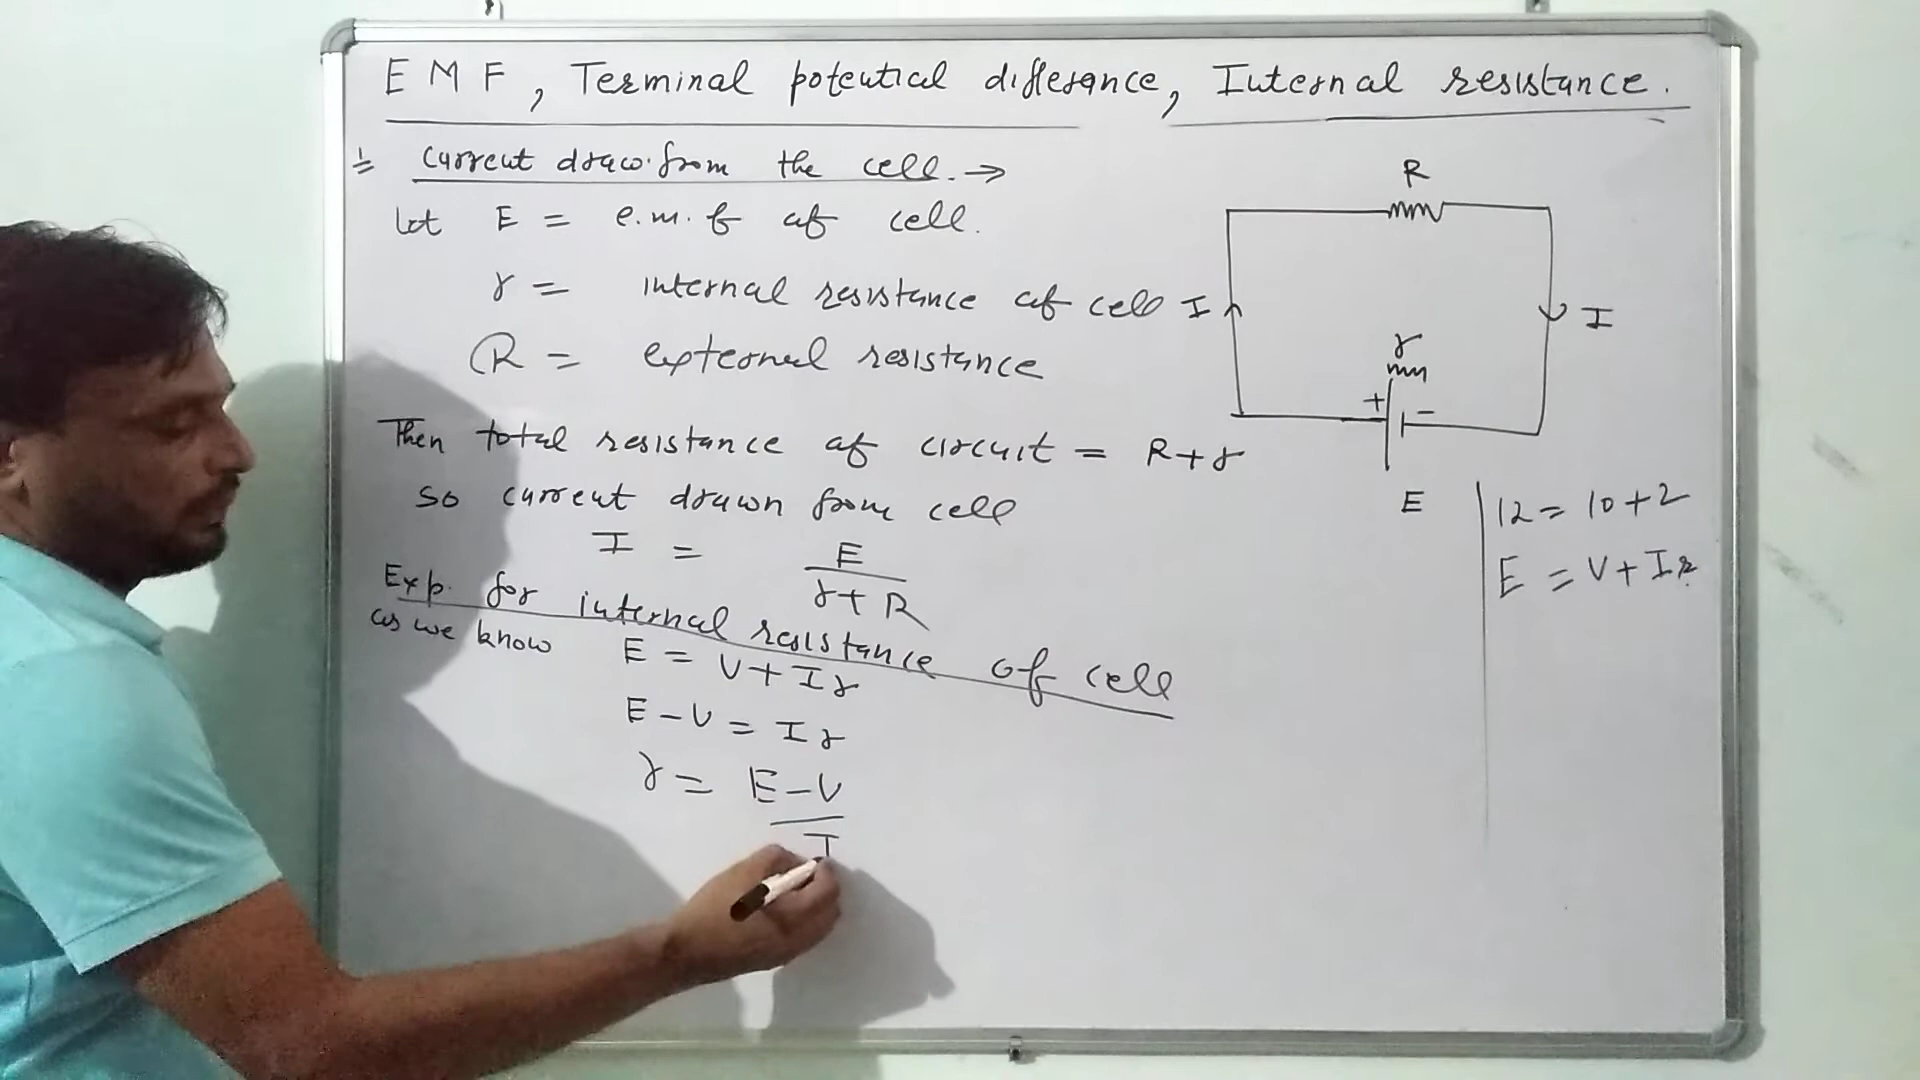 E M F, Terminal potential difference, Internal resistance.
1= current draw from the cell. →
let E = e.m.f of cell.
r = internal resistance of cell
R = external resistance
Then total resistance of circuit = R+r
So current drawn from cell
I = E / r+R
Exp. for internal resistance of cell
as we know E = V+Ir
E-V = Ir
r = E-V / I
R
I
I
r
+ -
E
12 = 10+2
E = V+Ir